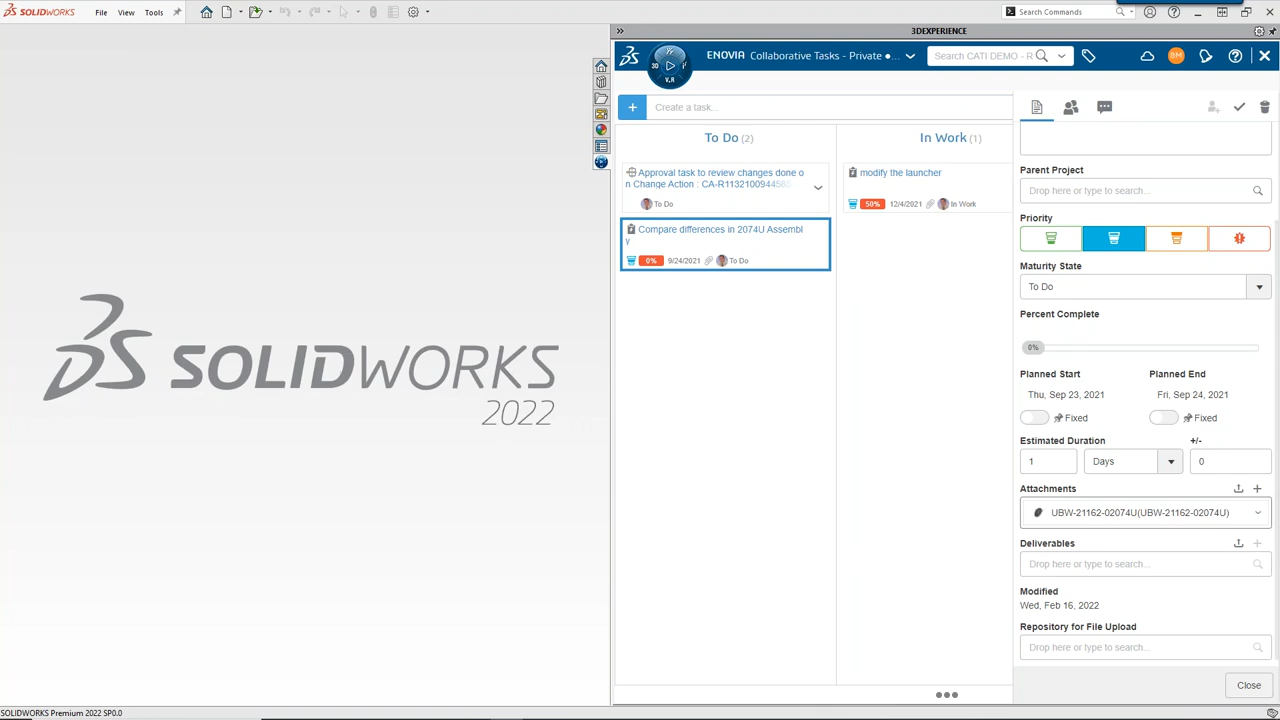 SOLIDWORKS
File
View
Tools
Search Commands
3DEXPERIENCE
3D
V.R
ENOVIA Collaborative Tasks - Private ●...
Search CATI DEMO - R
BM
Create a task...
To Do (2)
In Work (1)
Approval task to review changes done o
n Change Action : CA-R1132100944565
To Do
Compare differences in 2074U Assembl
y
0%
9/24/2021
To Do
modify the launcher
50%
12/4/2021
In Work
Parent Project
Drop here or type to search...
Priority
Maturity State
To Do
Percent Complete
0%
Planned Start
Planned End
Thu, Sep 23, 2021
Fri, Sep 24, 2021
Fixed
Fixed
Estimated Duration
+/-
1
Days
0
Attachments
UBW-21162-02074U(UBW-21162-02074U)
Deliverables
Drop here or type to search...
Modified
Wed, Feb 16, 2022
Repository for File Upload
Drop here or type to search...
Close
SOLIDWORKS
2022
SOLIDWORKS Premium 2022 SP0.0